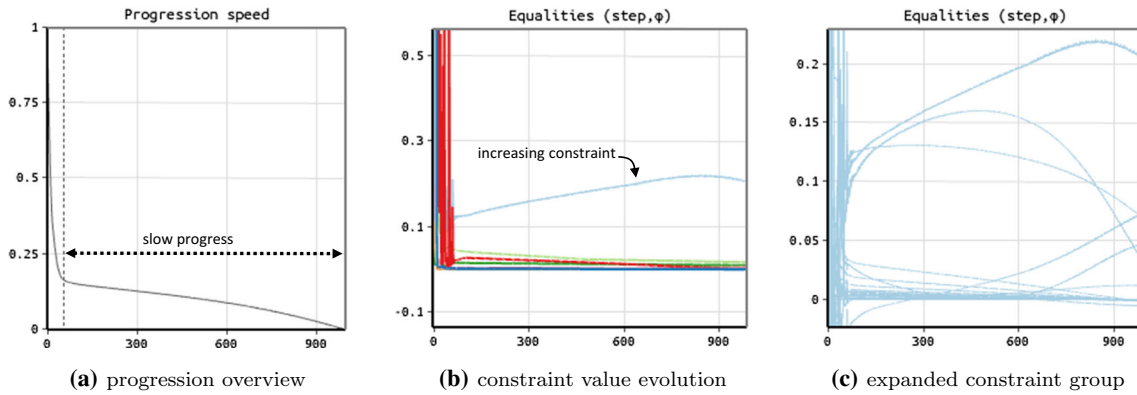 Progression speed
1
0.75
0.5
0.25
0
slow progress
0 300 600 900
(a) progression overview
Equalities (step,φ)
0.5
0.3
0.1
-0.1
increasing constraint
0 300 600 900
(b) constraint value evolution
Equalities (step,φ)
0.2
0.15
0.1
0.05
0
300 600 900
(c) expanded constraint group